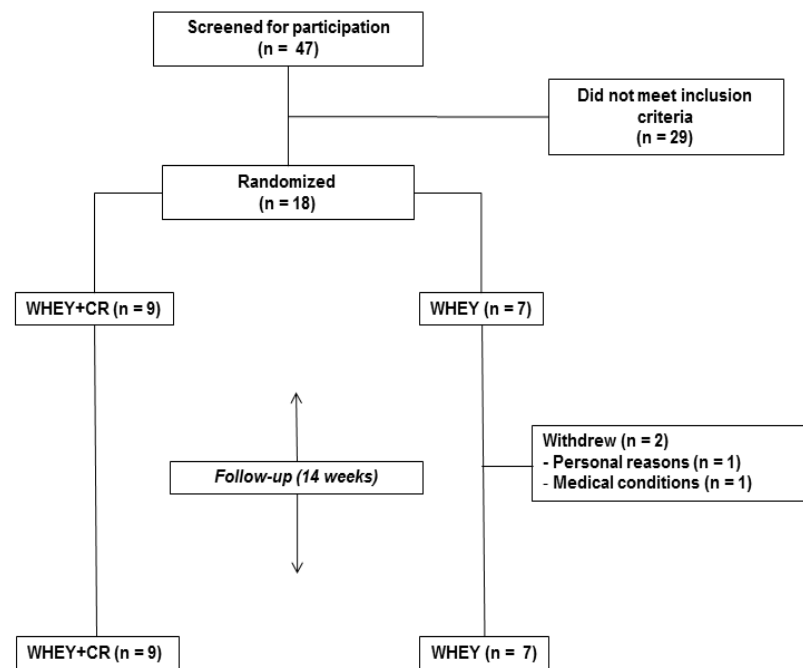 Screened for participation
(n = 47)
Did not meet inclusion
criteria
(n = 29)
Randomized
(n = 18)
WHEY+CR (n = 9)
WHEY (n = 7)
Withdrew (n = 2)
- Personal reasons (n = 1)
- Medical conditions (n = 1)
Follow-up (14 weeks)
WHEY+CR (n = 9)
WHEY (n = 7)